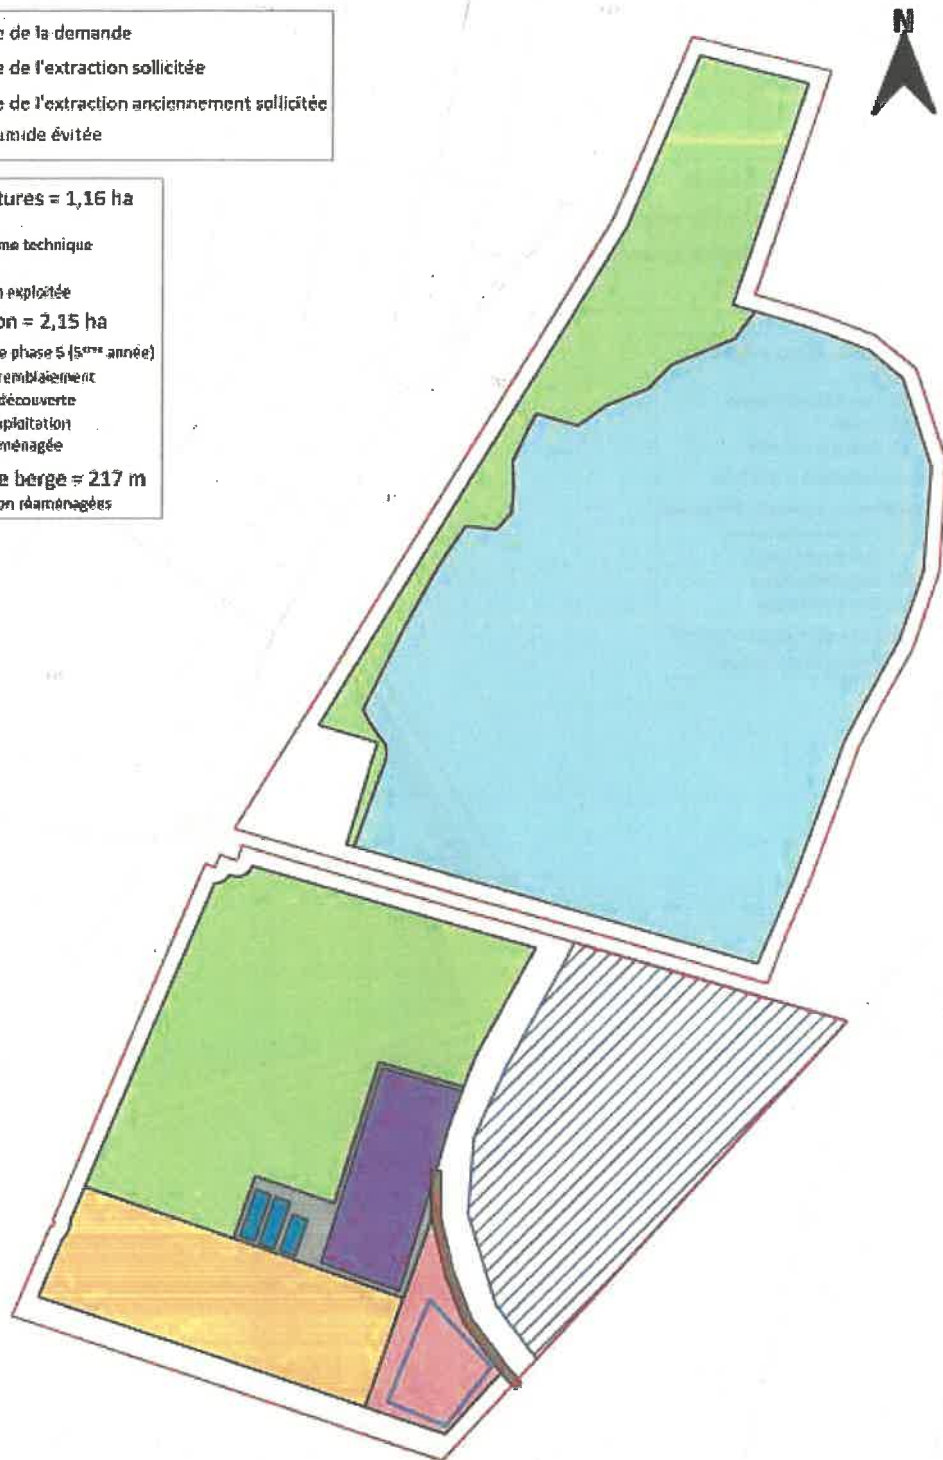 de la demande
N
de l'extraction sollicitée
de l'extraction anciennement sollicitée
umide évitée
tures = 1,16 ha
me technique
exploitée
on = 2,15 ha
phase 5 (5ème année)
remblaiement
découverte
xploitation
ménagée
e berge = 217 m
on réaménagées